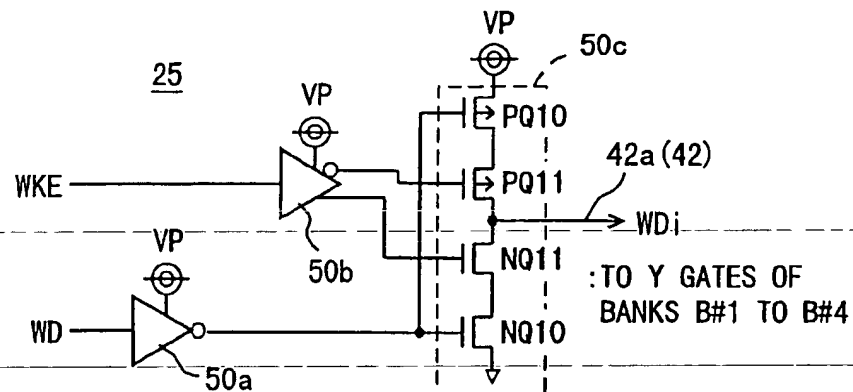 VP
50c
25
VP
PQ10
WKE
PQ11
42a (42)
WDi
50b
VP
NQ11
:TO Y GATES OF
BANKS B#1 TO B#4
WD
NQ10
50a